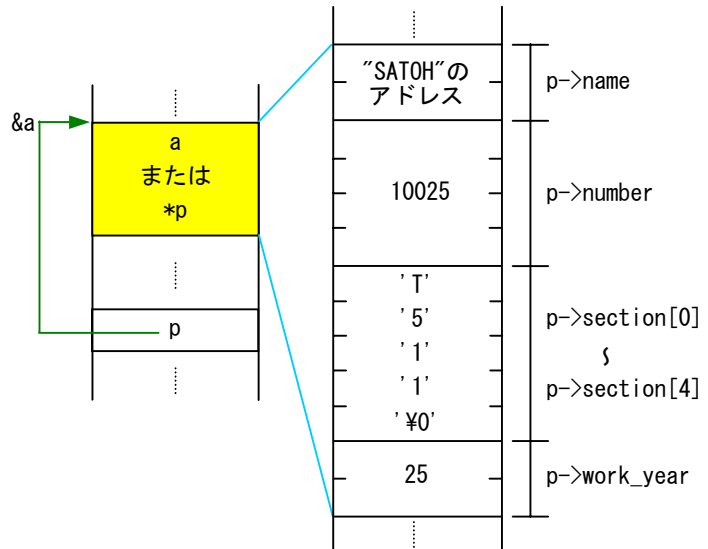 &a
a
または
*p
p
"SATOH"の
アドレス
p->name
10025
p->number
'T'
'5'
'1'
'1'
'¥0'
p->section[0]
∫
p->section[4]
25
p->work_year